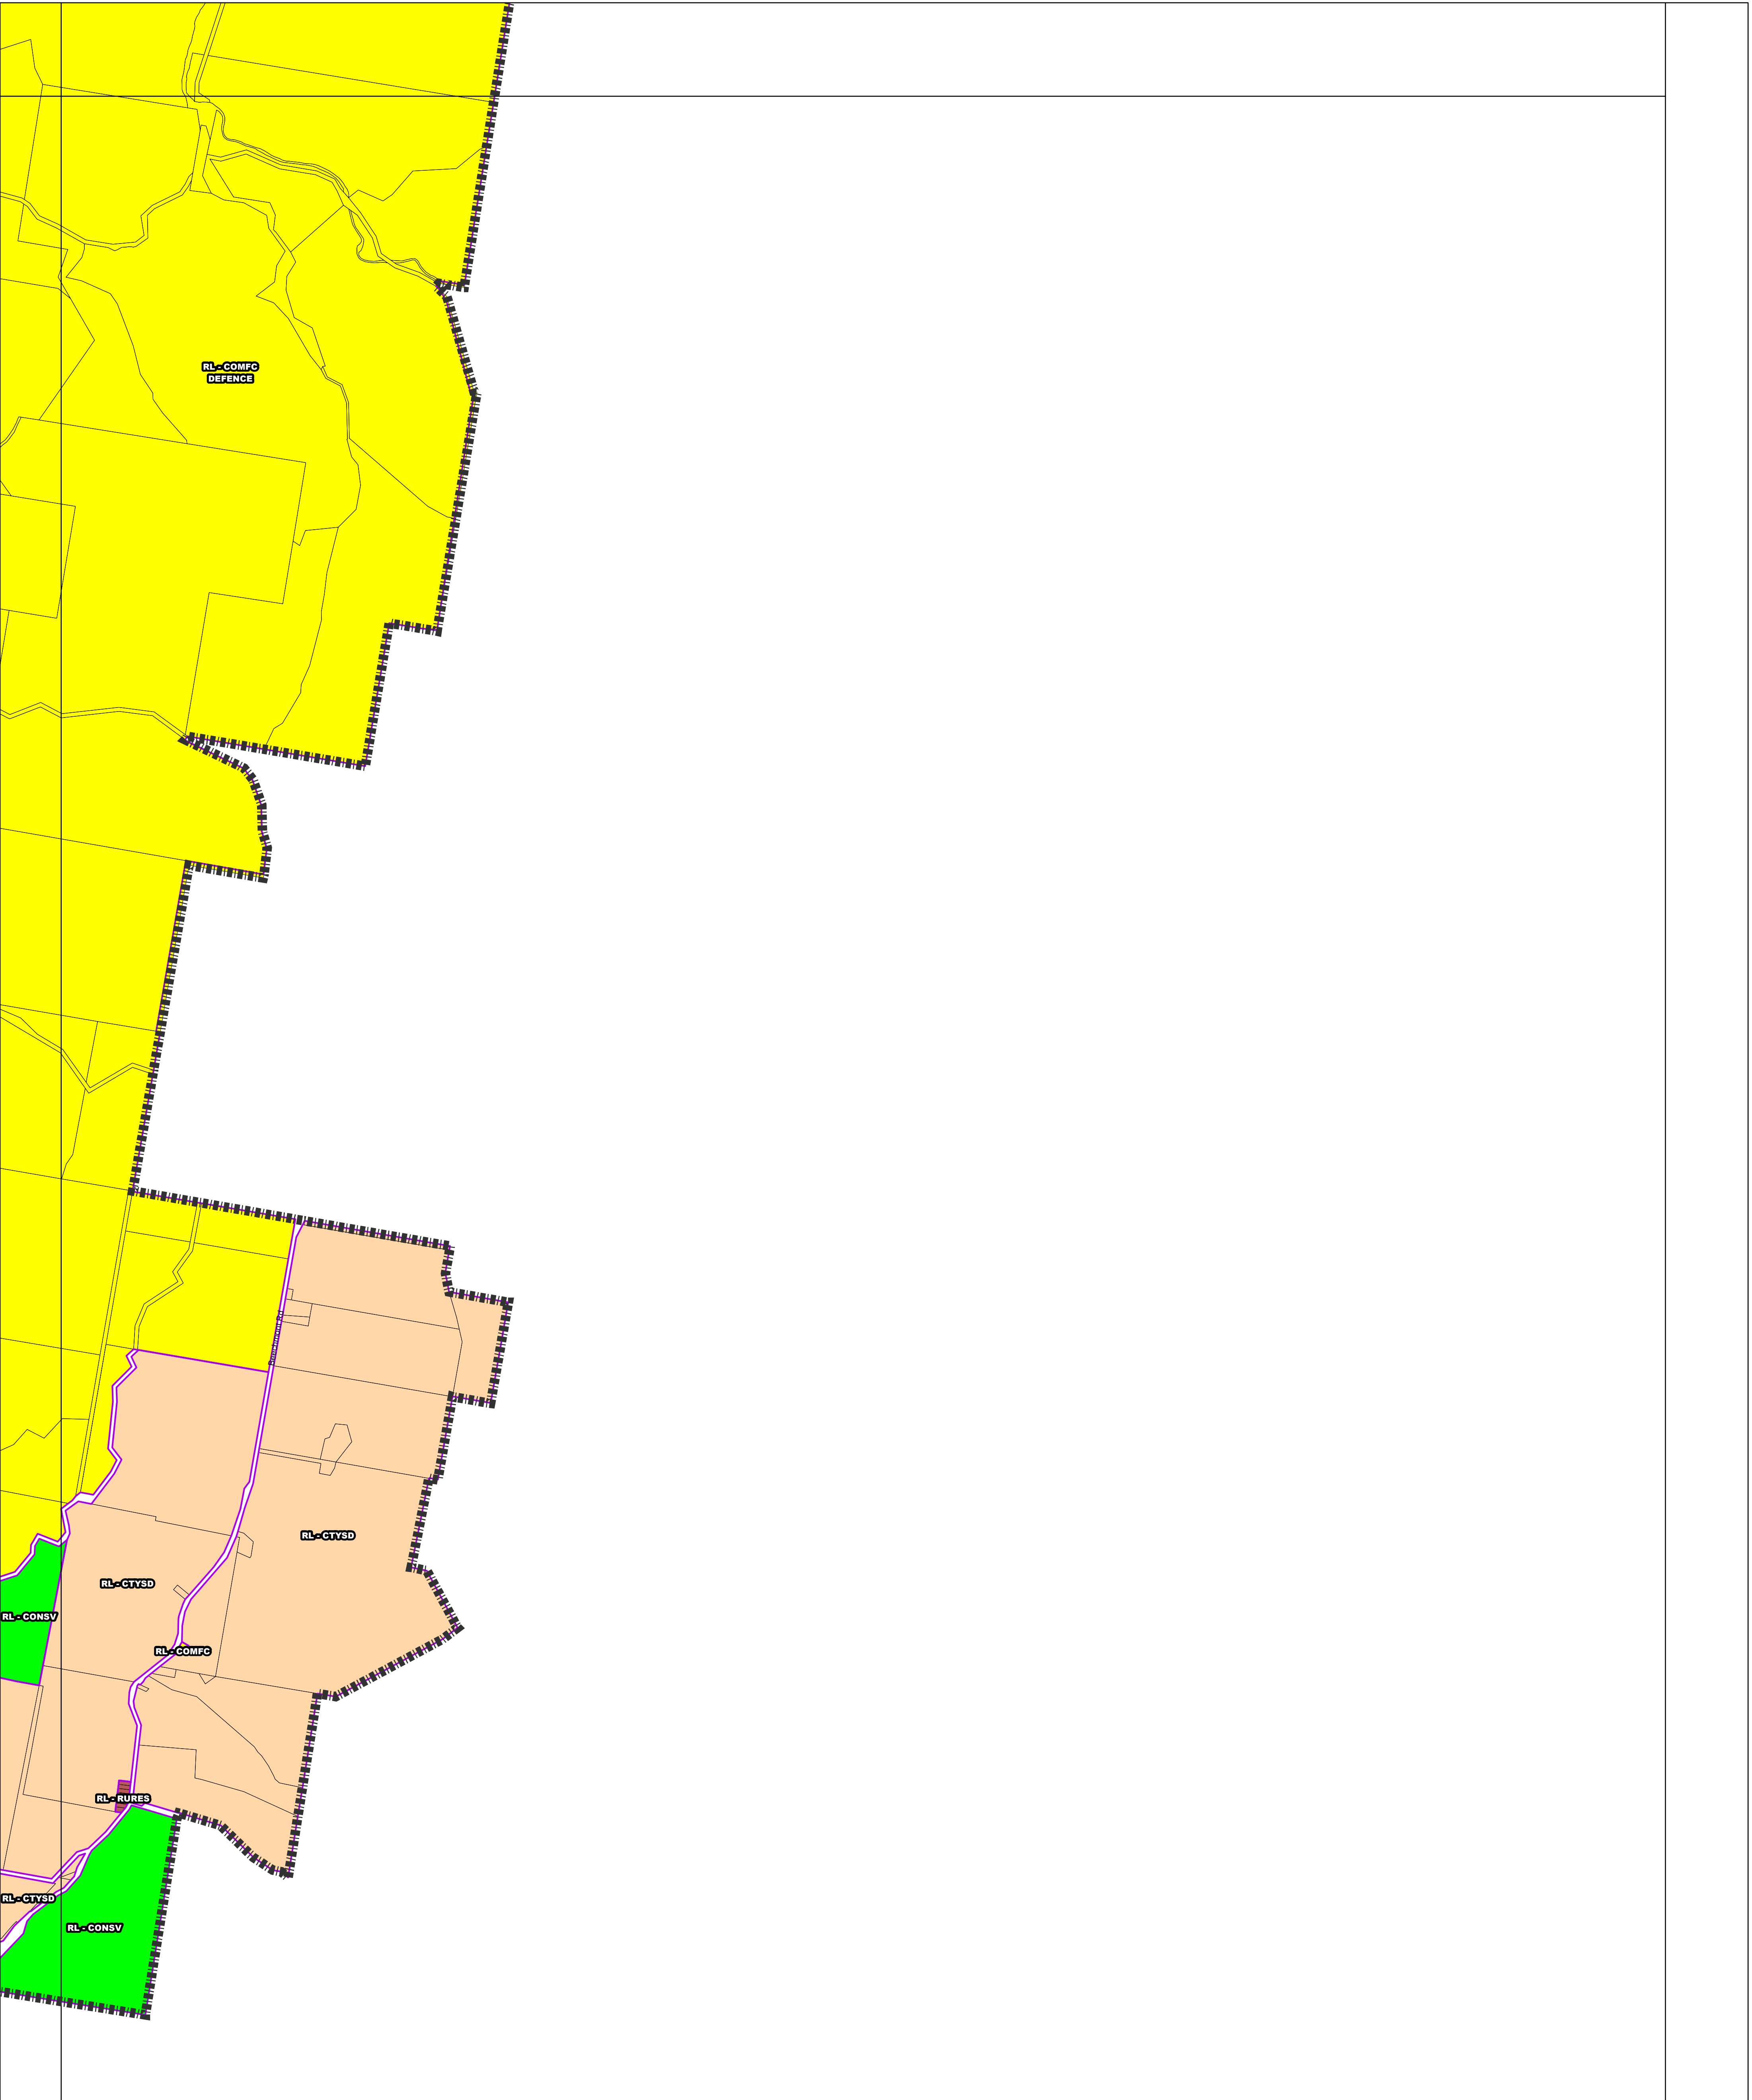 RL - COMFC
DEFENCE
RL - CTYSD
RL - CTYSD
RL - CONSV
RL - COMFC
RL - RURES
RL - CTYSD
RL - CONSV